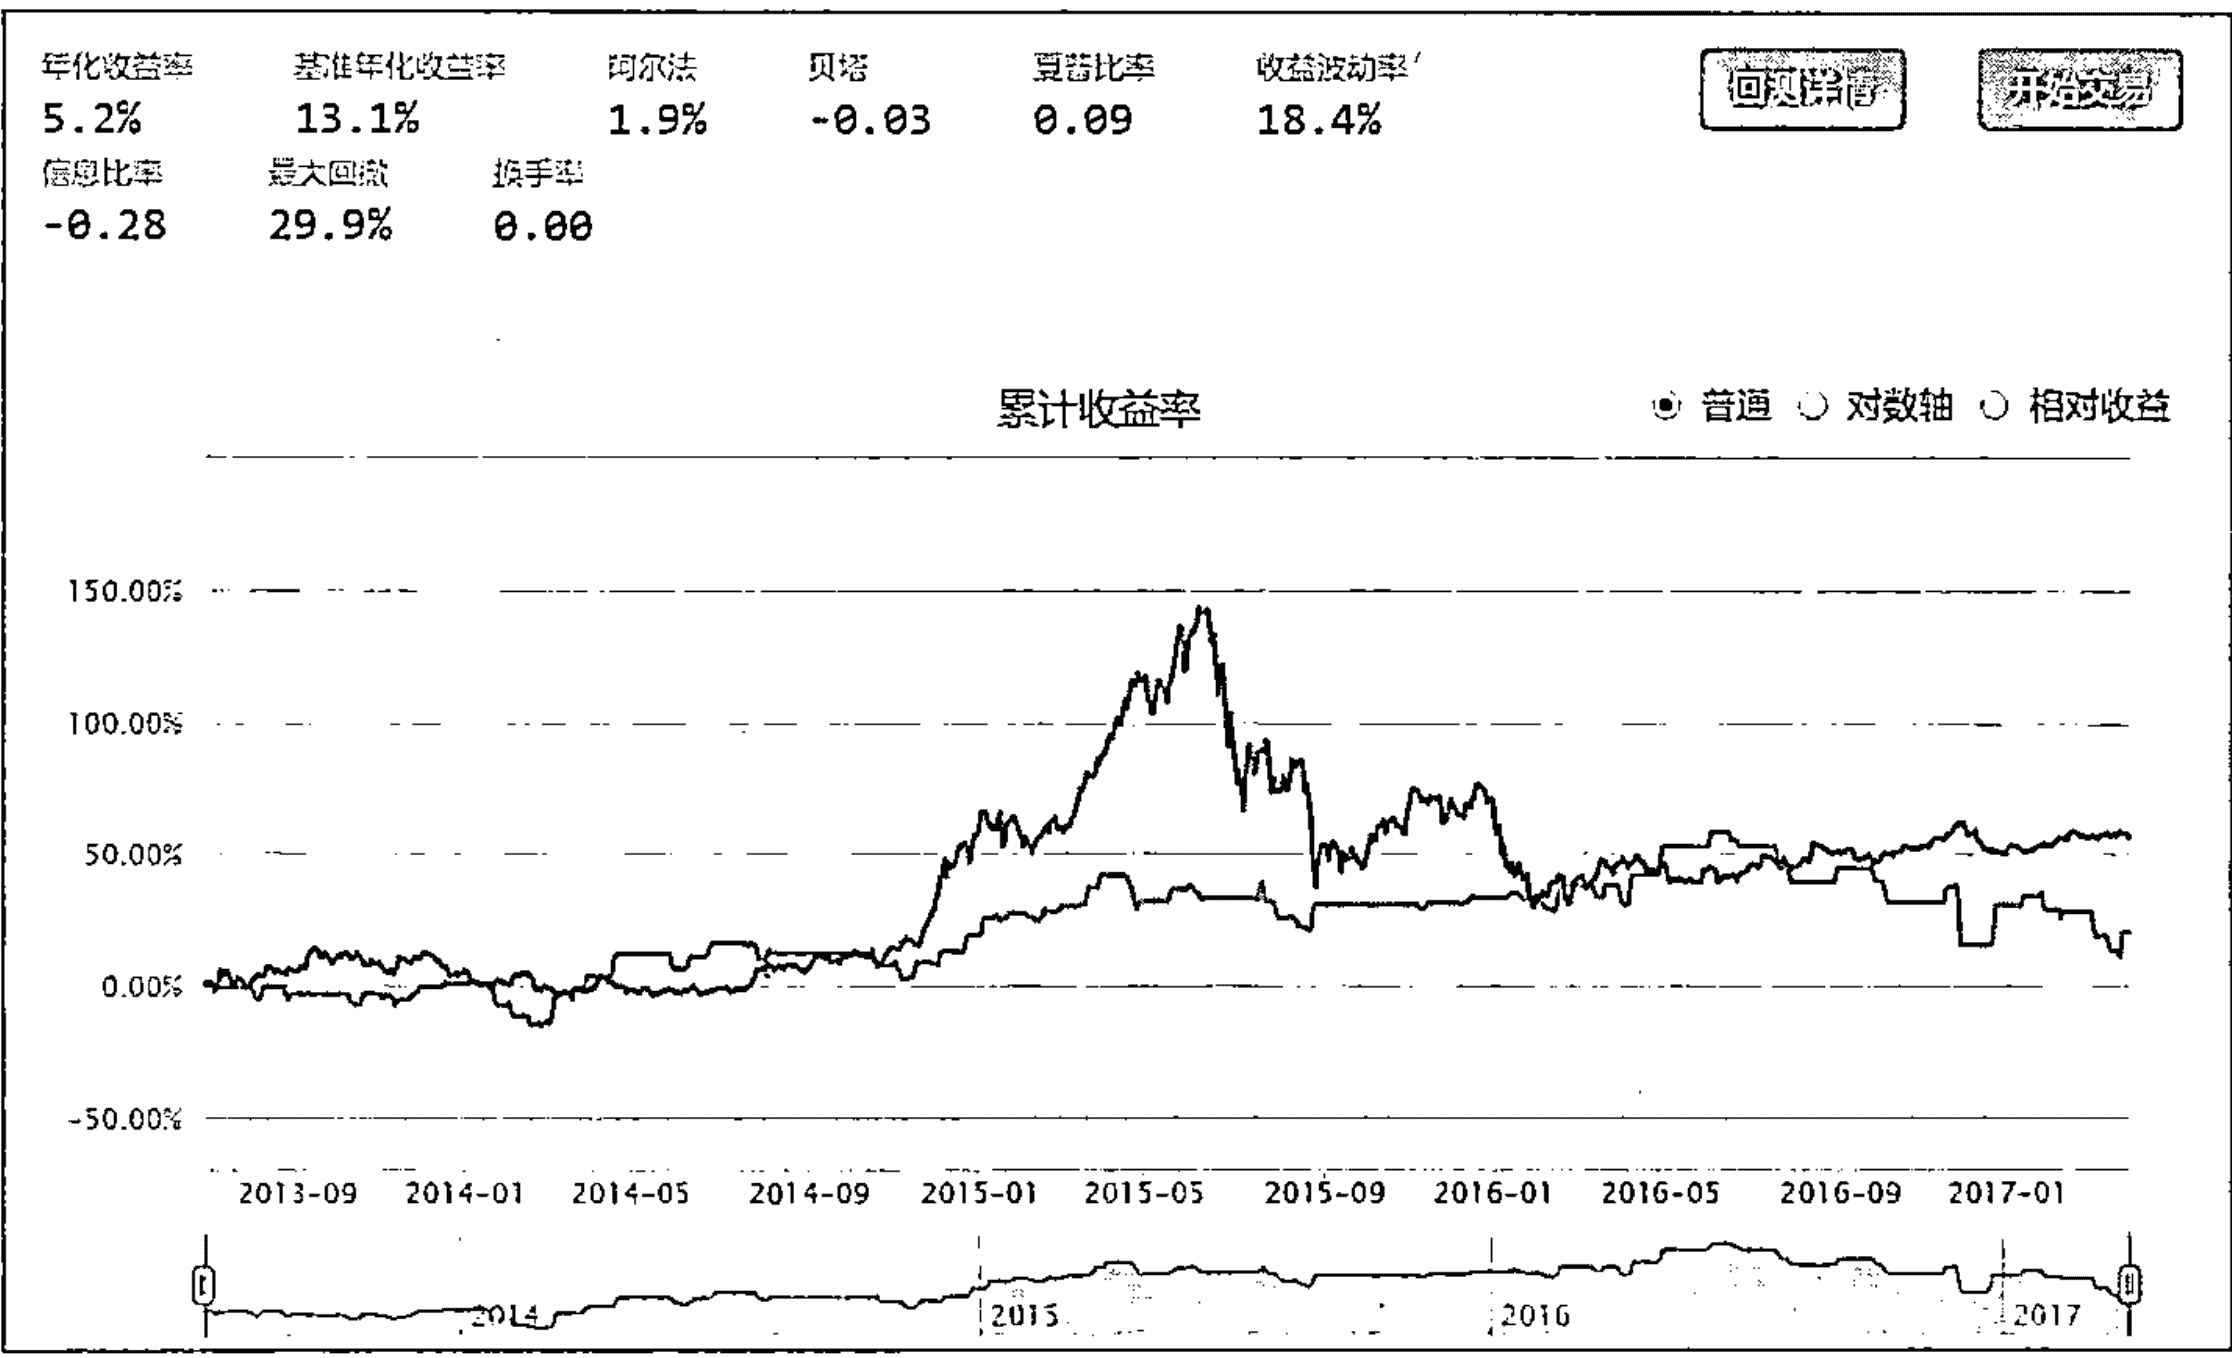 年化收益率 基准年化收益率 阿尔法 贝塔 夏普比率 收益波动率
5.2% 13.1% 1.9% -0.03 0.09 18.4%
回测详情 开始交易
信息比率 最大回撤 换手率
-0.28 29.9% 0.00
累计收益率
普通 对数轴 相对收益
150.00%
100.00%
50.00%
0.00%
-50.00%
2013-09 2014-01 2014-05 2014-09 2015-01 2015-05 2015-09 2016-01 2016-05 2016-09 2017-01
2014 2015 2016 2017